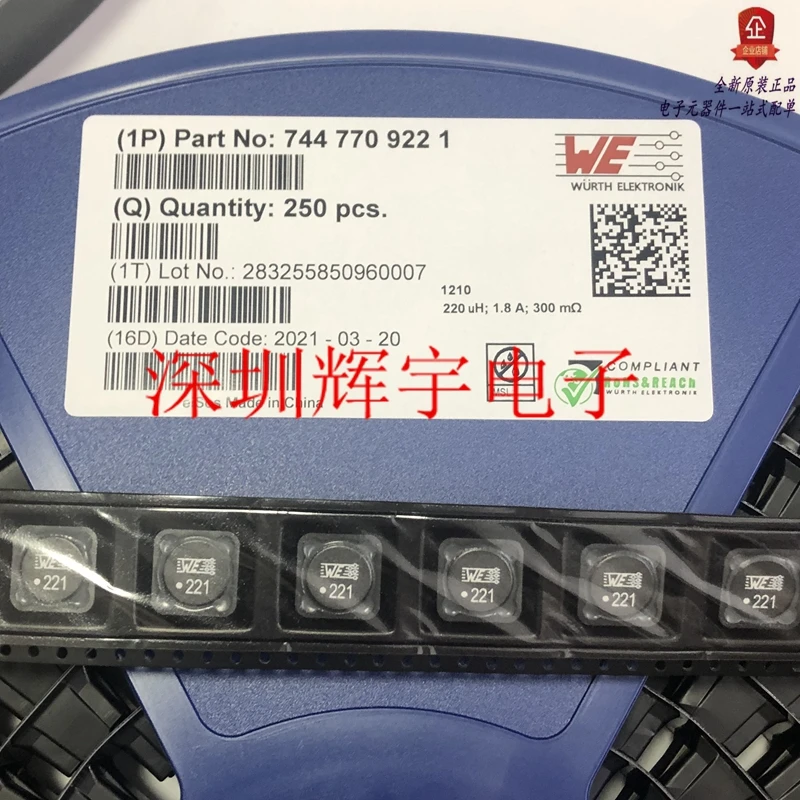 企
企业店铺
全新原装正品
电子元器件一站式配单
(1P) Part No: 744 770 922 1
WE
WÜRTH ELEKTRONIK
(Q) Quantity: 250 pcs.
(1T) Lot No.: 283255850960007
1210
220 uH; 1.8 A; 300 mΩ
(16D) Date Code: 2021 - 03 - 20
COMPLIANT
RoHS&REACh
WÜRTH ELEKTRONIK
MSL
深圳辉宇电子
Made in China
WE WE WE WE WE WE
221 221 221 221 221 221